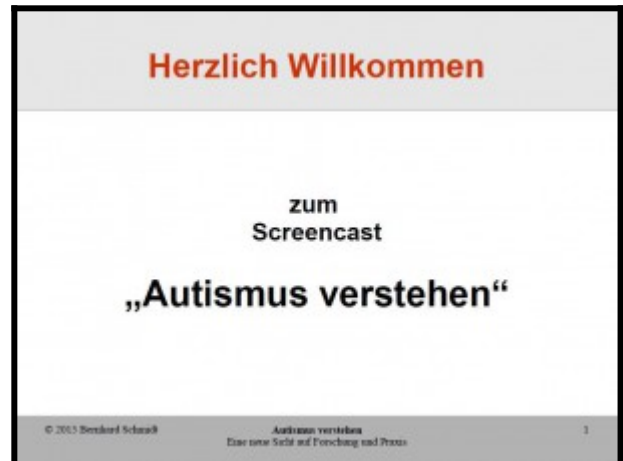 Herzlich Willkommen
zum
Screencast
„Autismus verstehen“
© 2013 Bernhard Schmidt
Autismus verstehen
Eine neue Sicht auf Forschung und Praxis
1